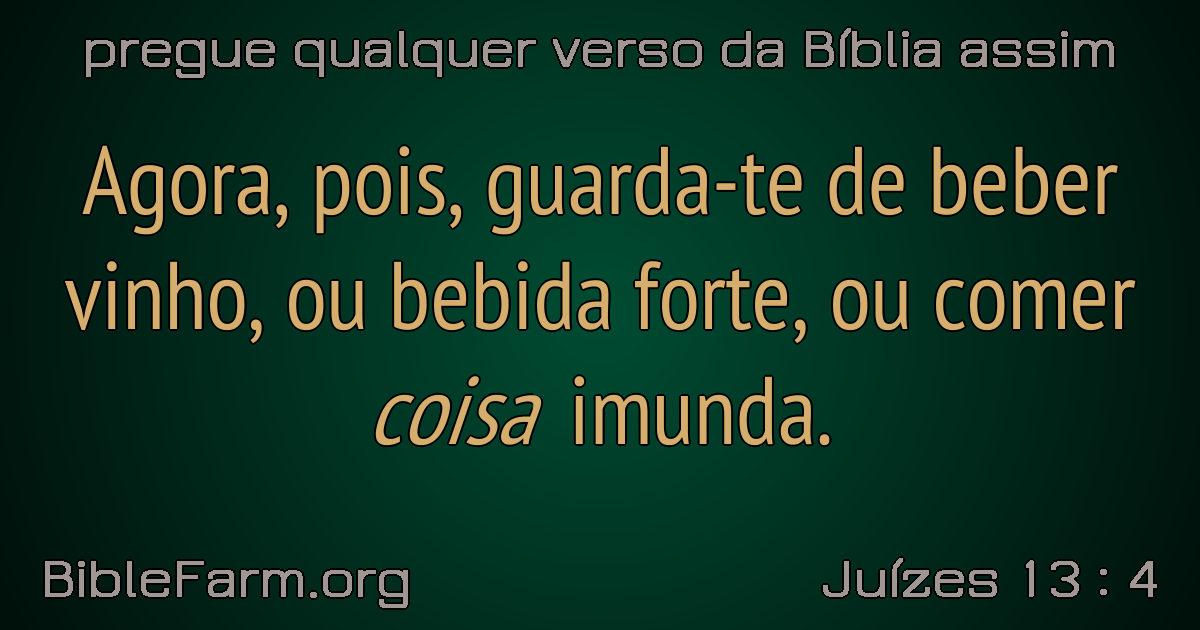 pregue qualquer verso da Bíblia assim
Agora, pois, guarda-te de beber
vinho, ou bebida forte, ou comer
coisa imunda.
BibleFarm.org
Juízes 13 : 4